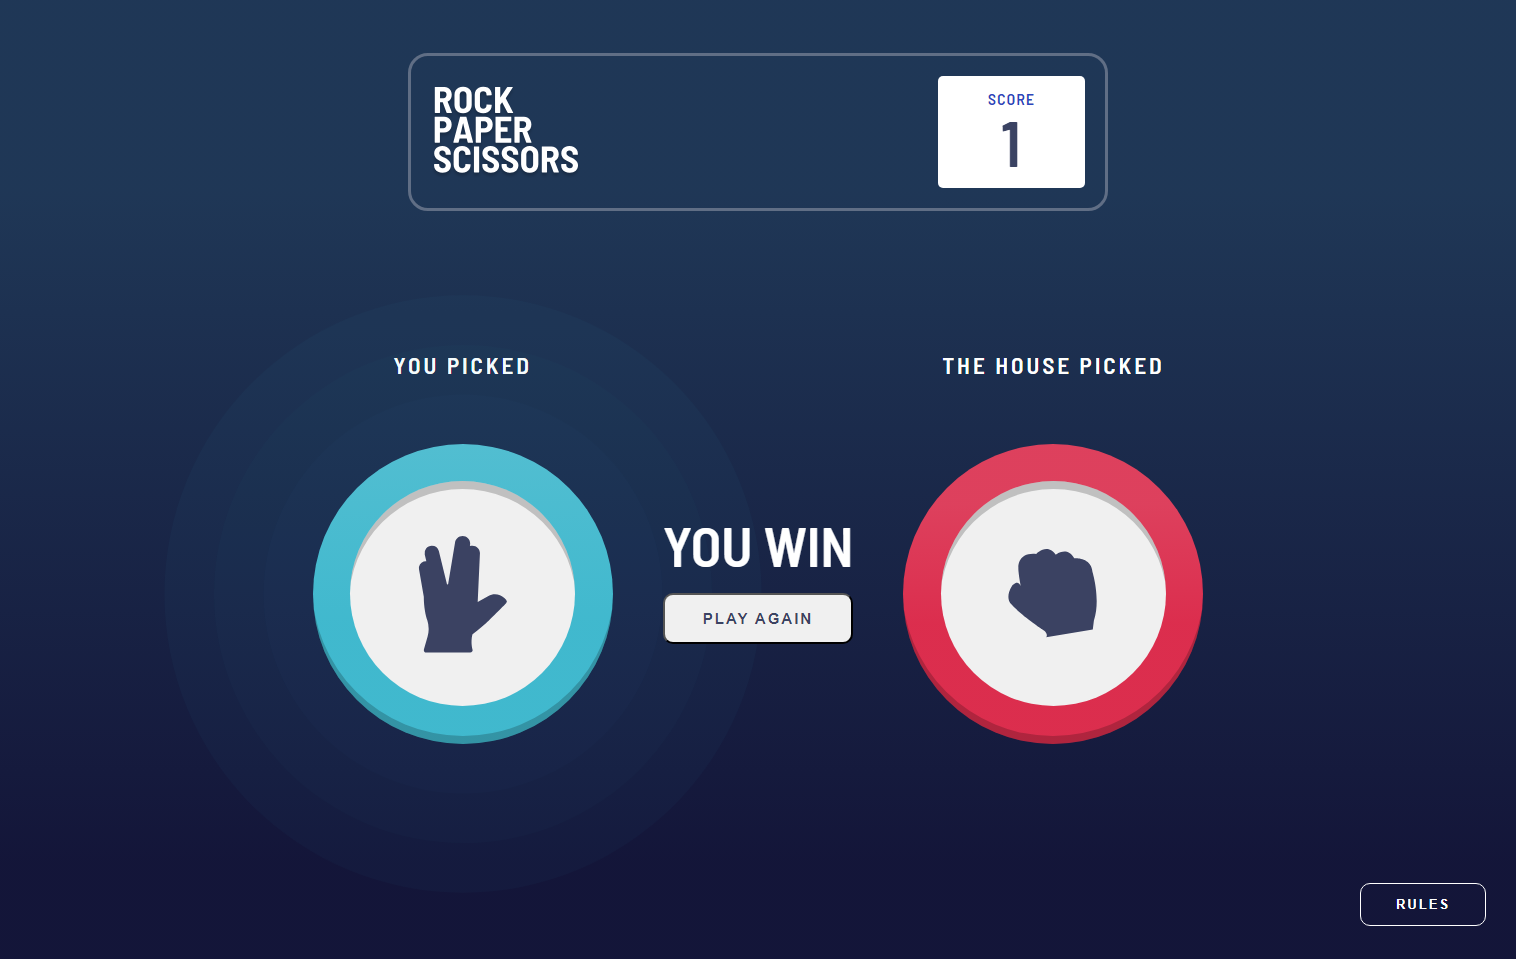 ROCK
PAPER
SCISSORS
SCORE
1
YOU PICKED
THE HOUSE PICKED
YOU WIN
PLAY AGAIN
RULES